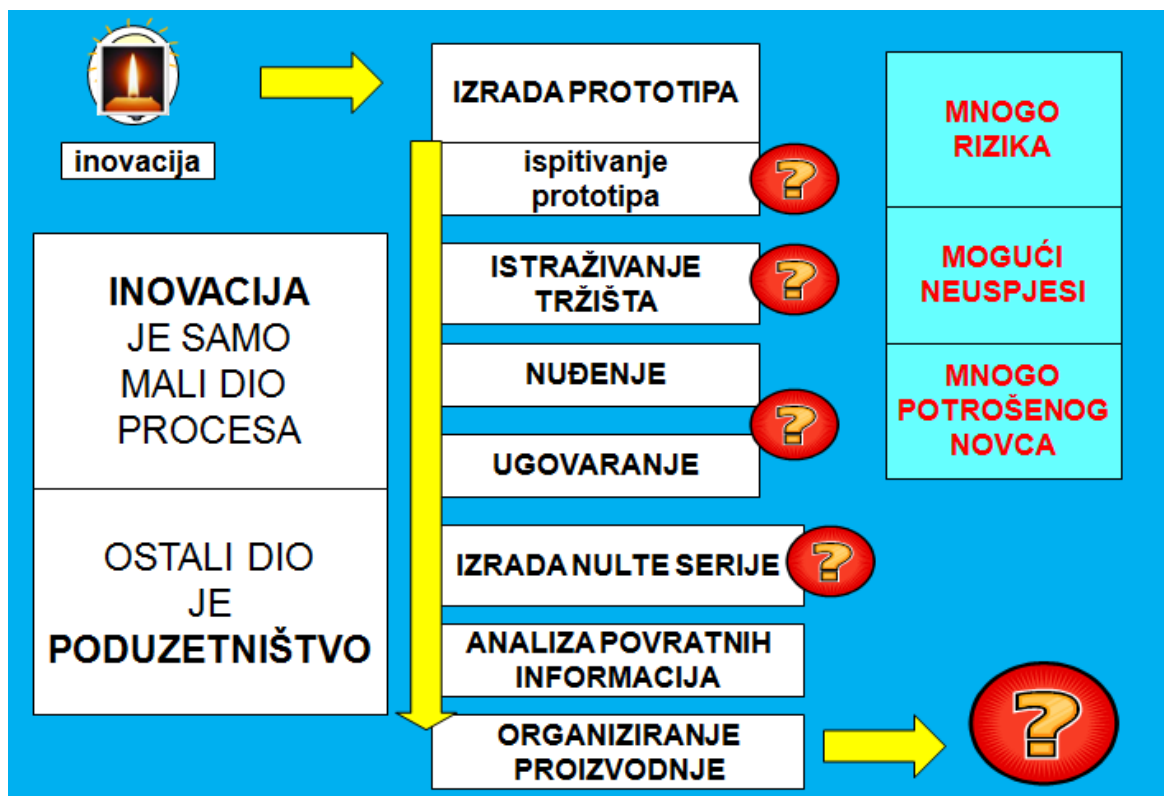 inovacija
INOVACIJA
JE SAMO
MALI DIO
PROCESA
OSTALI DIO
JE
PODUZETNIŠTVO
IZRADA PROTOTIPA
ispitivanje
prototipa
?
ISTRAŽIVANJE
TRŽIŠTA
?
NUĐENJE
?
UGOVARANJE
IZRADA NULTE SERIJE
?
ANALIZA POVRATNIH
INFORMACIJA
ORGANIZIRANJE
PROIZVODNJE
?
MNOGO
RIZIKA
MOGUĆI
NEUSPJESI
MNOGO
POTROŠENOG
NOVCA